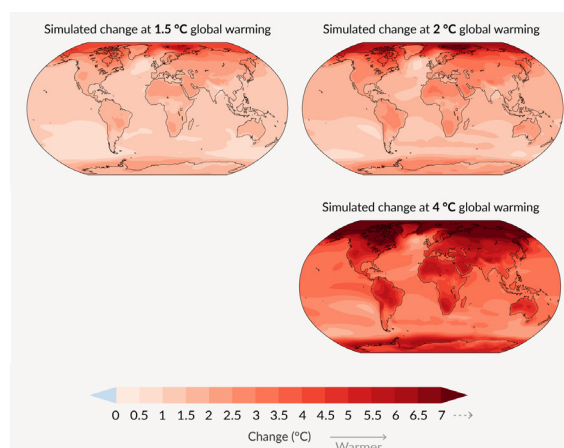 Simulated change at 1.5 °C global warming
Simulated change at 2 °C global warming
Simulated change at 4 °C global warming
0 0.5 1 1.5 2 2.5 3 3.5 4 4.5 5 5.5 6 6.5 7
Change (°C)
Warmer